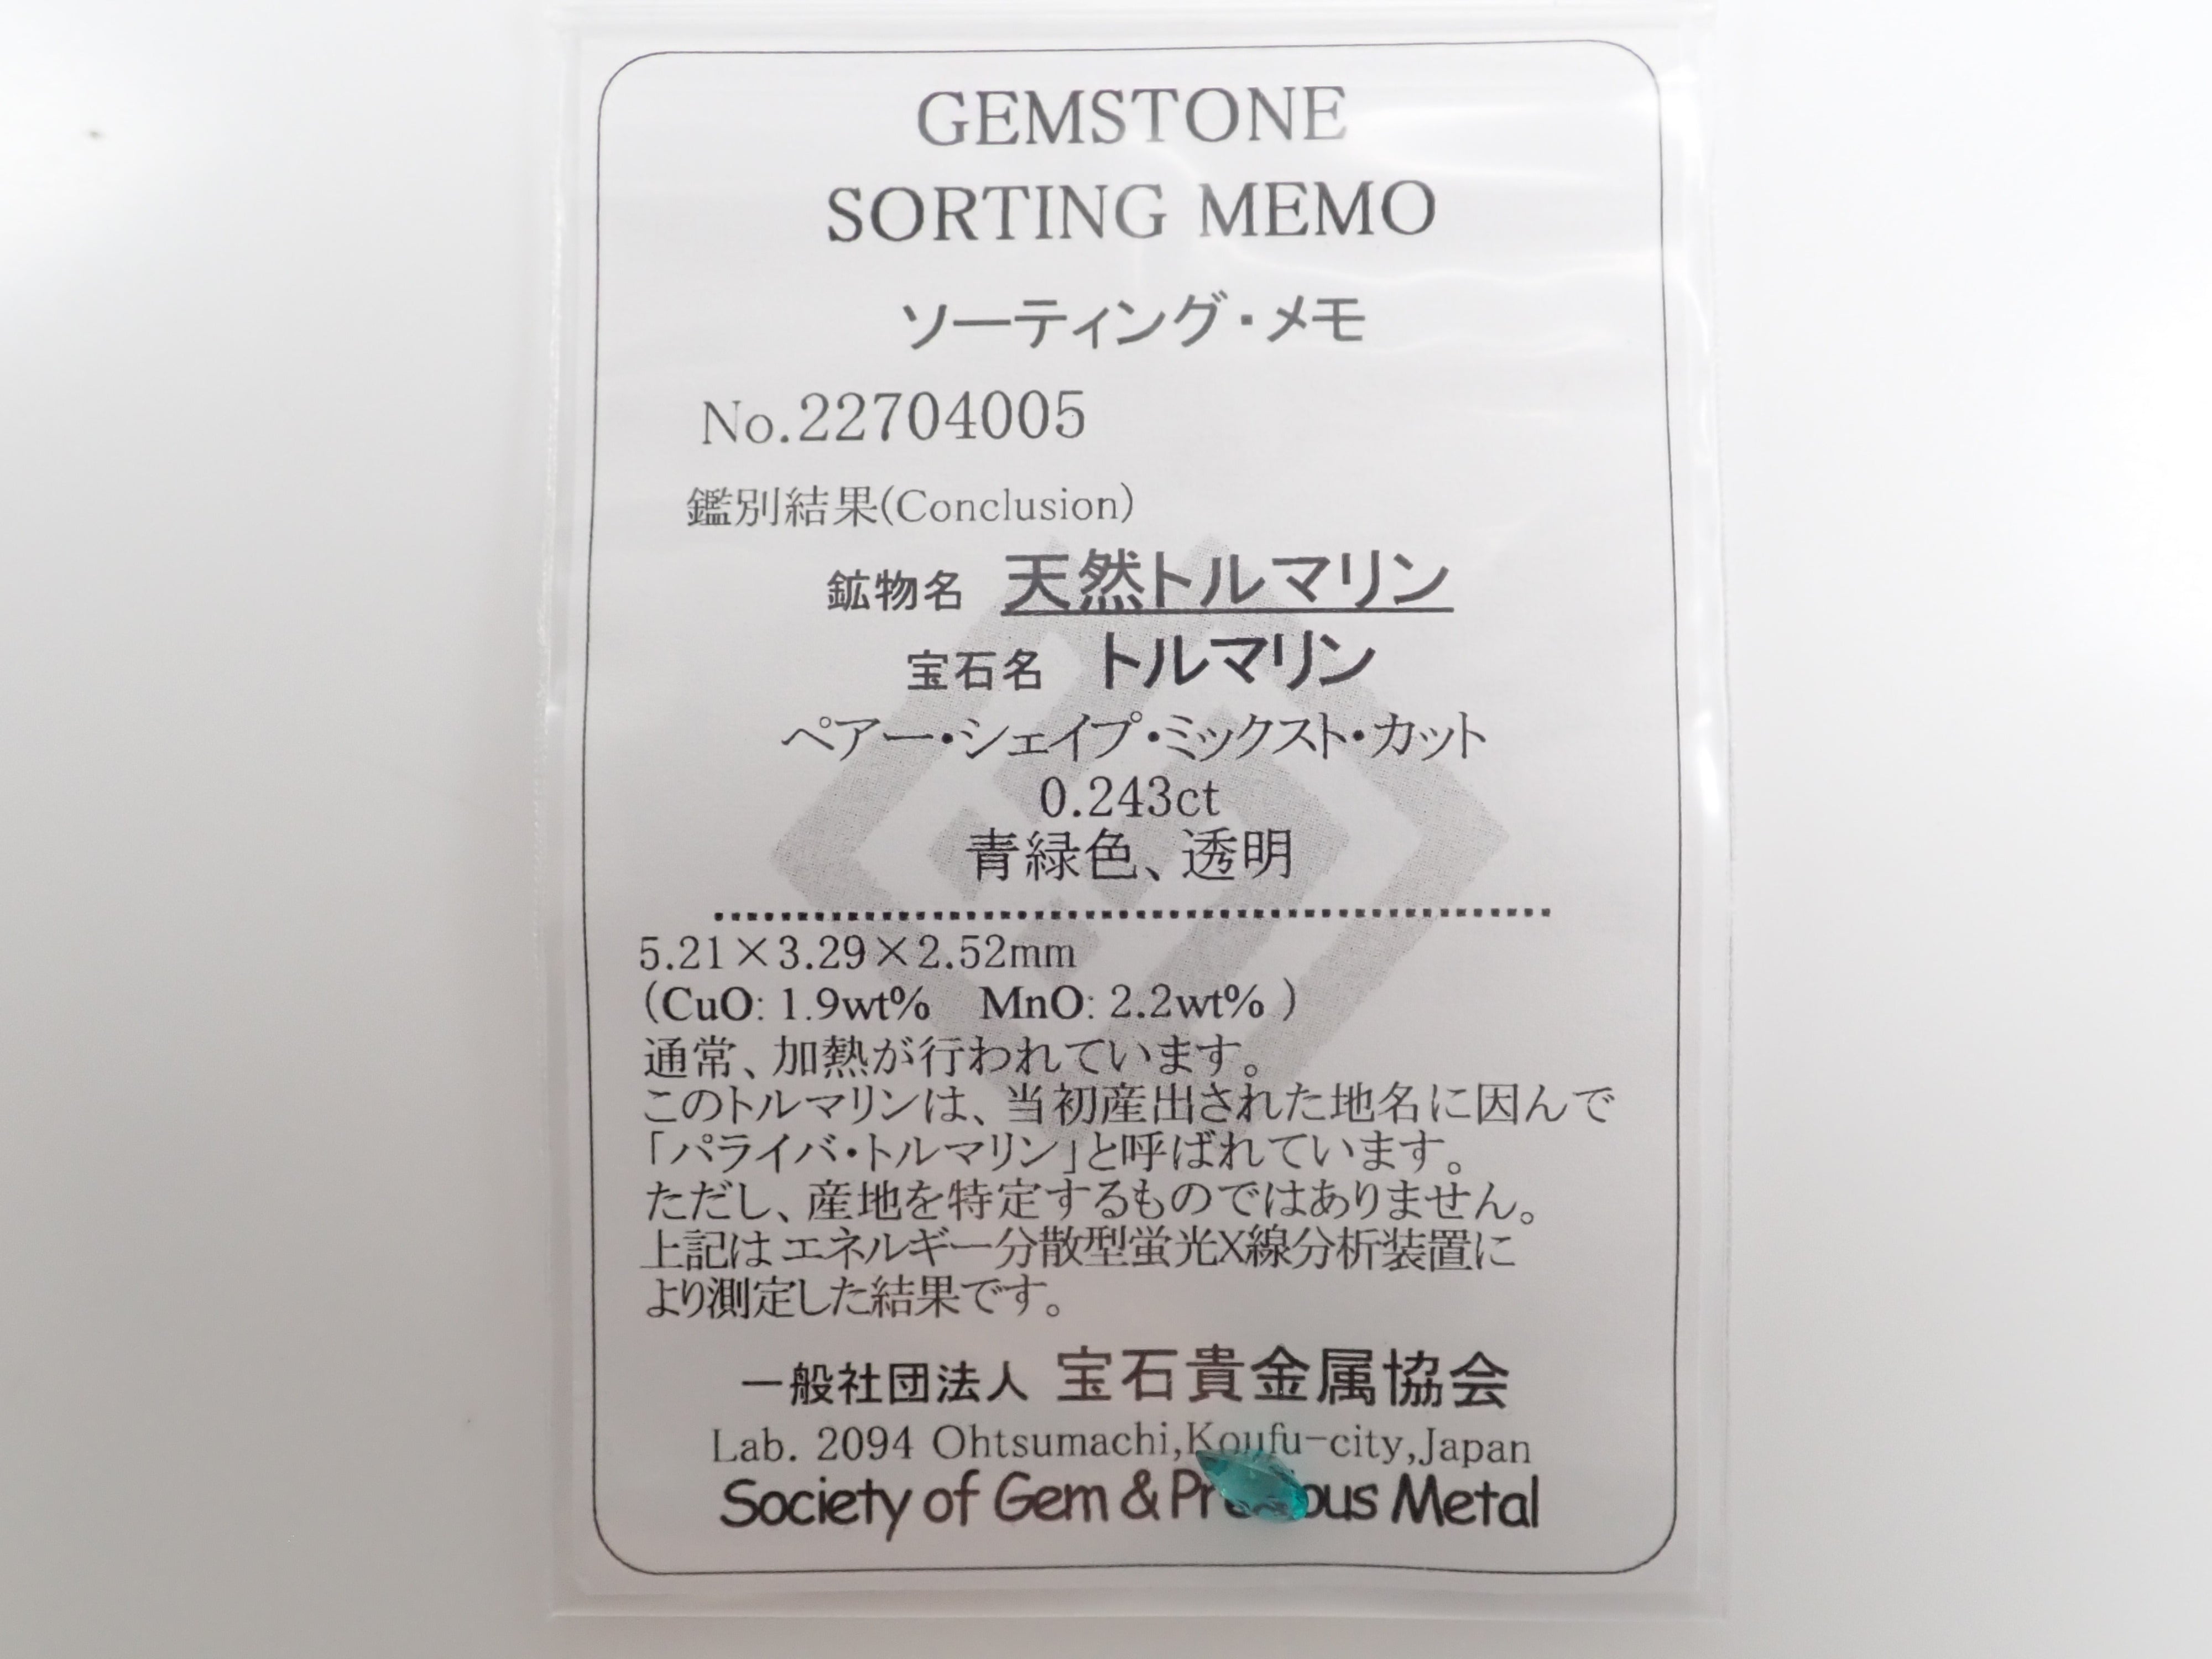 GEMSTONE
SORTING MEMO
ソーティング・メモ
No.22704005
鑑別結果(Conclusion)
鉱物名 天然トルマリン
宝石名 トルマリン
ペアー・シェイプ・ミックスト・カット
0.243ct
青緑色、透明
5.21×3.29×2.52mm
(CuO: 1.9wt% MnO: 2.2wt% )
通常、加熱が行われています。
このトルマリンは、当初産出された地名に因んで
「パライバ・トルマリン」と呼ばれています。
ただし、産地を特定するものではありません。
上記はエネルギー分散型蛍光X線分析装置に
より測定した結果です。
一般社団法人 宝石貴金属協会
Lab. 2094 Ohtsumachi,Koufu-city,Japan
Society of Gem & Precious Metal